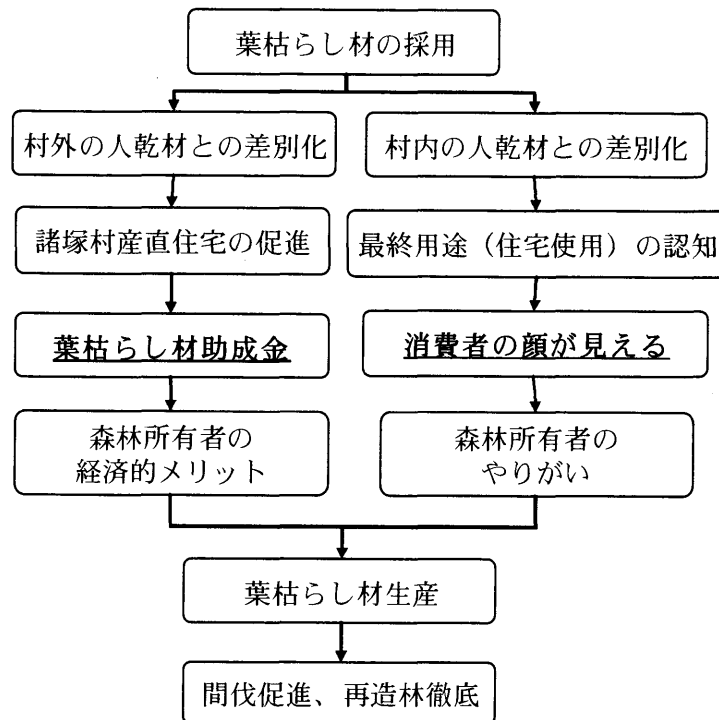 葉枯らし材の採用
村外の人乾材との差別化
村内の人乾材との差別化
諸塚村産直住宅の促進
最終用途（住宅使用）の認知
葉枯らし材助成金
消費者の顔が見える
森林所有者の
経済的メリット
森林所有者の
やりがい
葉枯らし材生産
間伐促進、再造林徹底